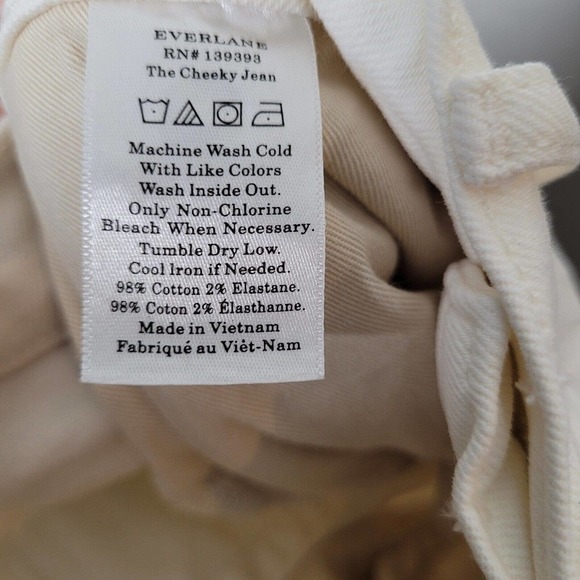 EVERLANE
RN# 139393
The Cheeky Jean
Machine Wash Cold
With Like Colors
Wash Inside Out.
Only Non-Chlorine
Bleach When Necessary.
Tumble Dry Low.
Cool Iron if Needed.
98% Cotton 2% Elastane.
98% Coton 2% Élasthanne.
Made in Vietnam
Fabriqué au Viêt-Nam